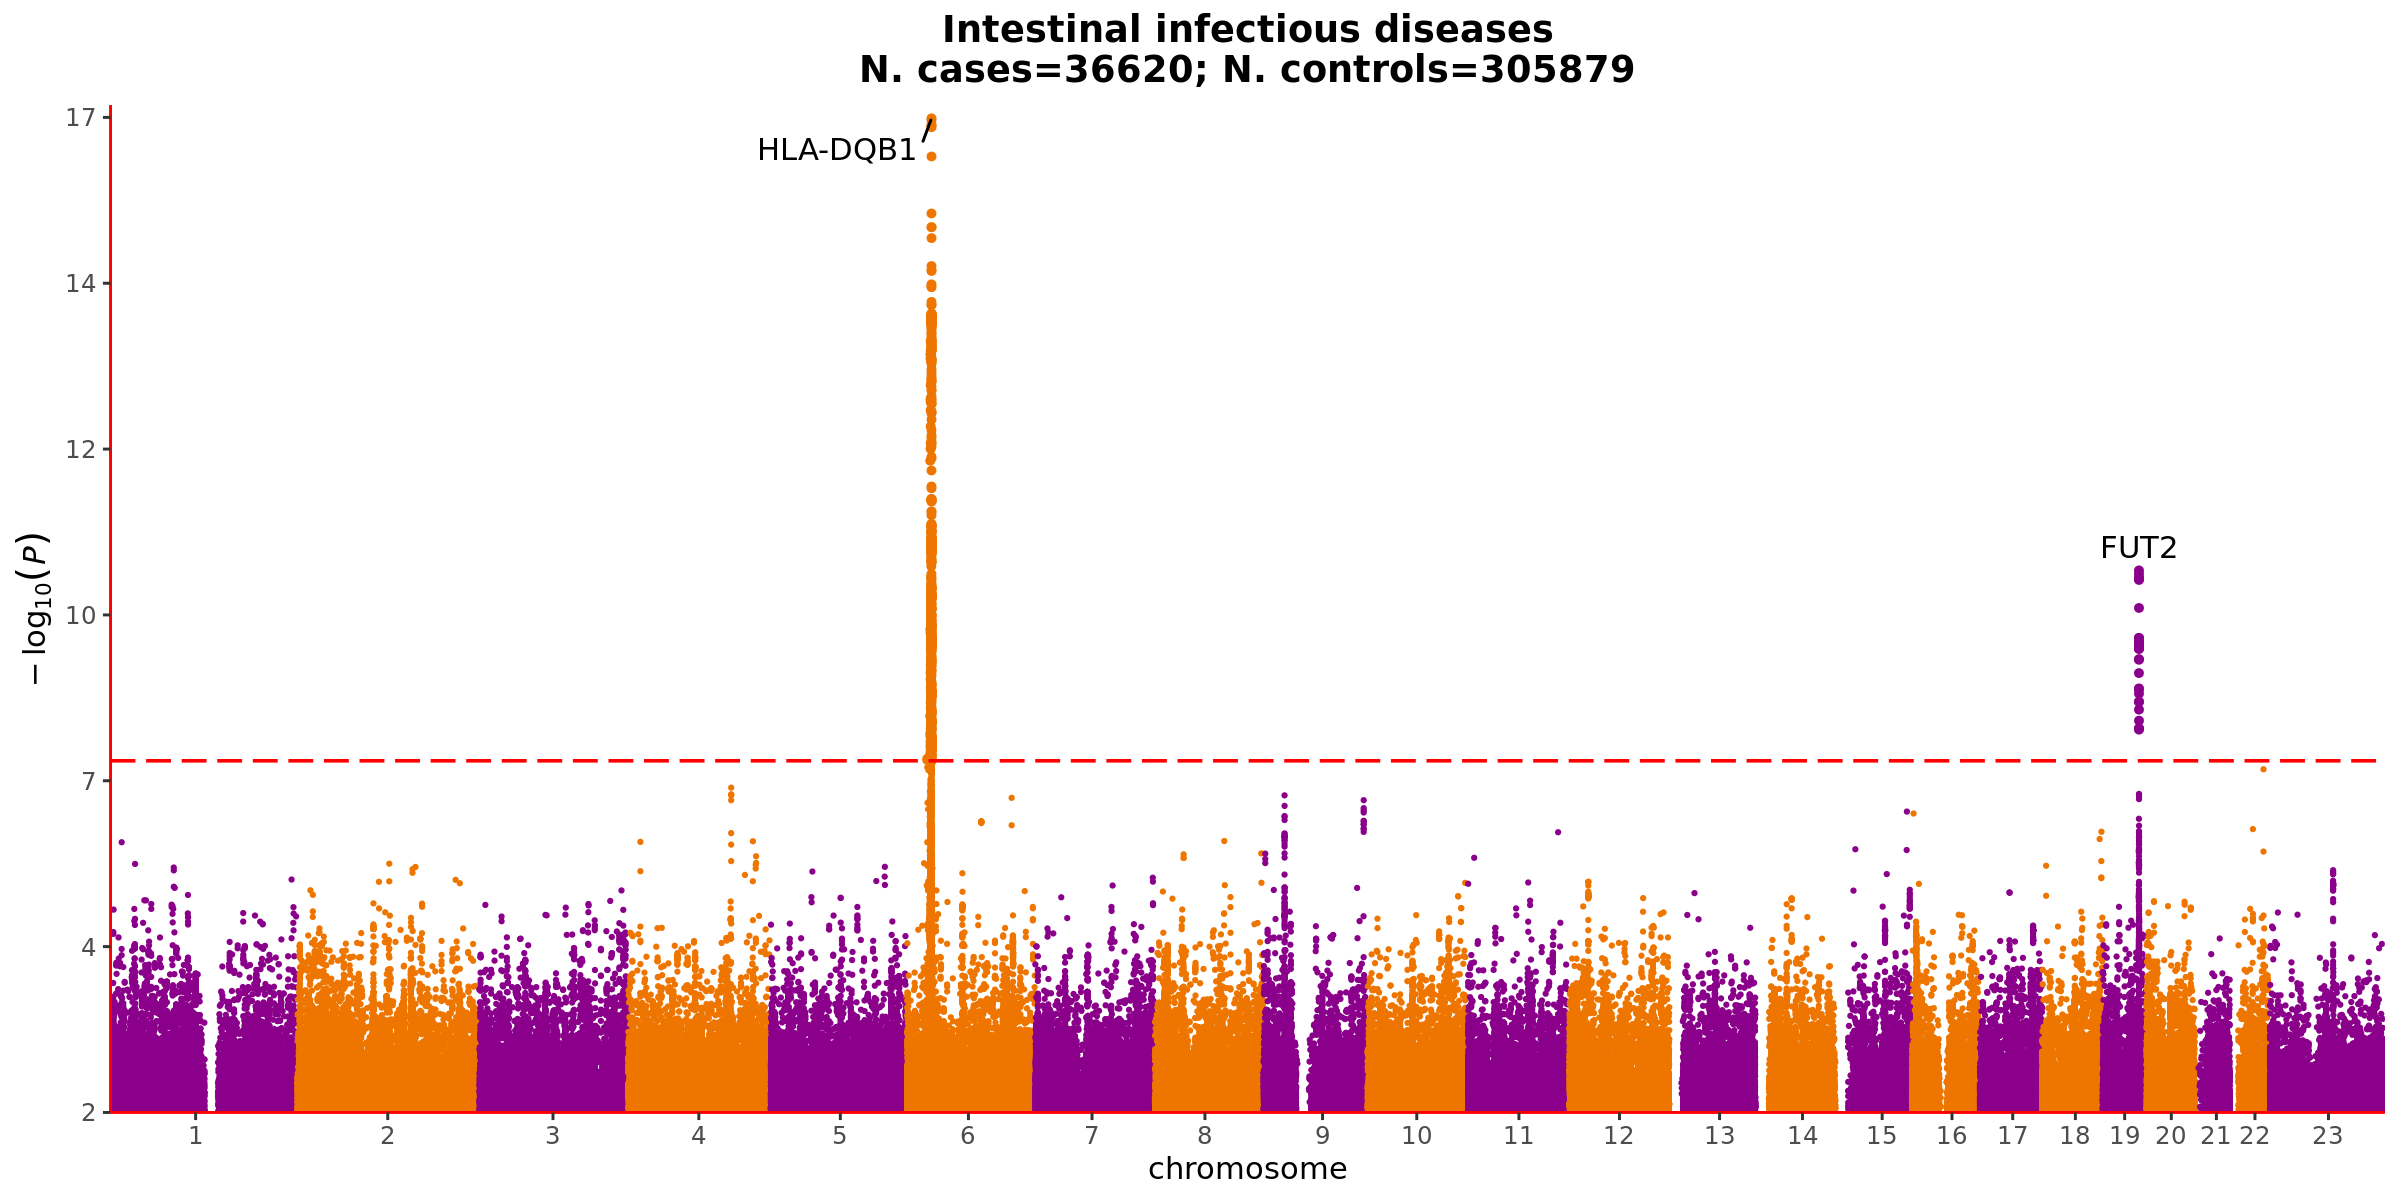 Intestinal infectious diseases
N. cases=36620; N. controls=305879
17
HLA-DQB1
14
12
FUT2
− log10(P)
10
7
4
2
1 2 3 4 5 6 7 8 9 10 11 12 13 14 15 16 17 18 19 20 21 22 23
chromosome